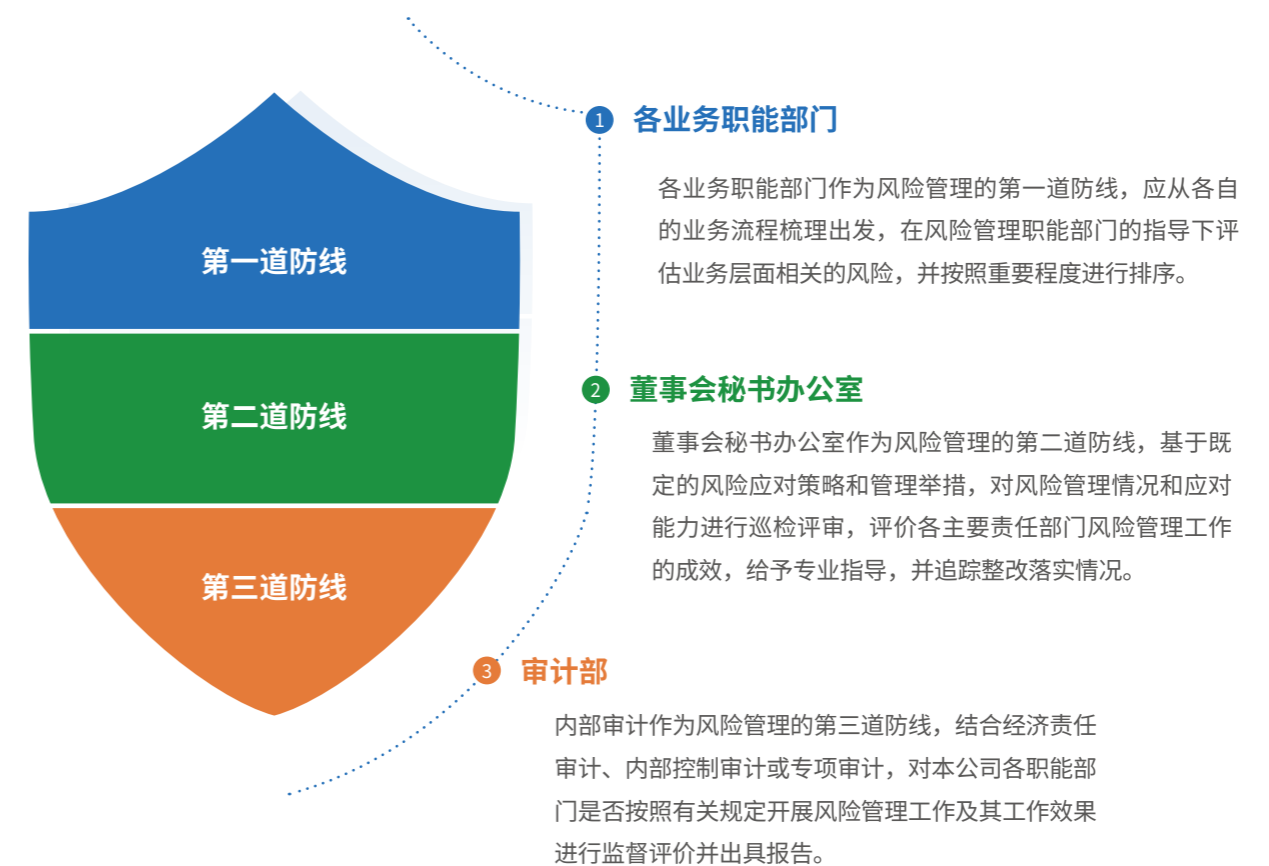 第一道防线
第二道防线
第三道防线
1 各业务职能部门
各业务职能部门作为风险管理的第一道防线，应从各自
的业务流程梳理出发，在风险管理职能部门的指导下评
估业务层面相关的风险，并按照重要程度进行排序。
2 董事会秘书办公室
董事会秘书办公室作为风险管理的第二道防线，基于既
定的风险应对策略和管理举措，对风险管理情况和应对
能力进行巡检评审，评价各主要责任部门风险管理工作
的成效，给予专业指导，并追踪整改落实情况。
3 审计部
内部审计作为风险管理的第三道防线，结合经济责任
审计、内部控制审计或专项审计，对本公司各职能部
门是否按照有关规定开展风险管理工作及其工作效果
进行监督评价并出具报告。